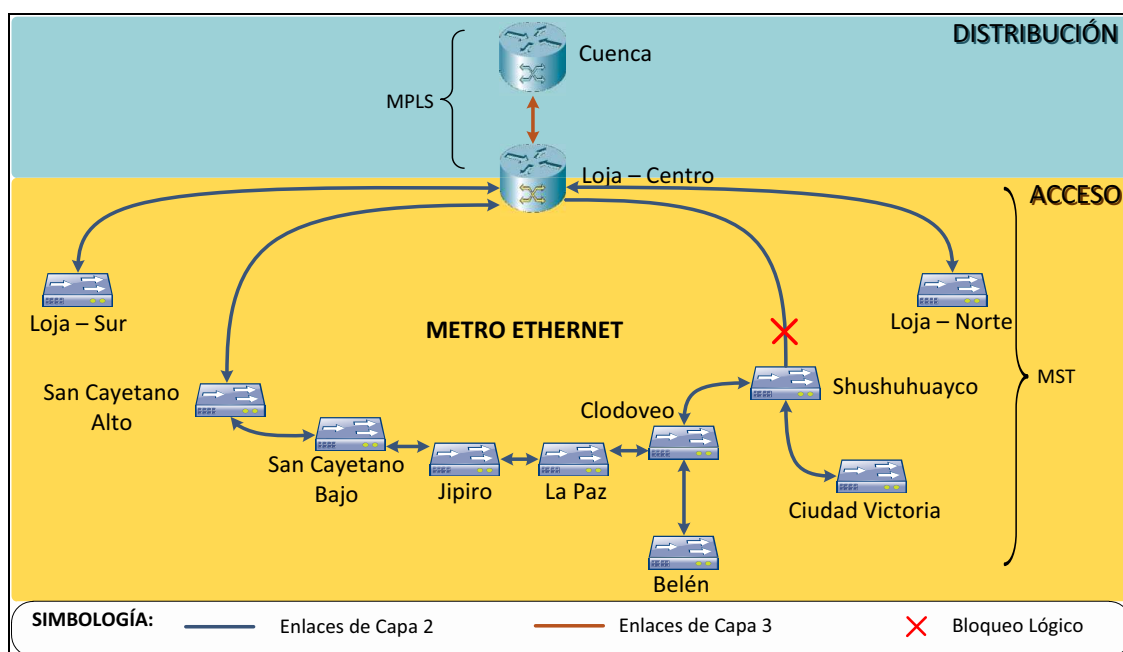 DISTRIBUCIÓN
Cuenca
MPLS
Loja – Centro
ACCESO
Loja – Sur
METRO ETHERNET
Loja – Norte
San Cayetano
Alto
Clodoveo
Shushuhuayco
MST
San Cayetano
Bajo
Jipiro
La Paz
Ciudad Victoria
Belén
SIMBOLOGÍA:
Enlaces de Capa 2
Enlaces de Capa 3
Bloqueo Lógico